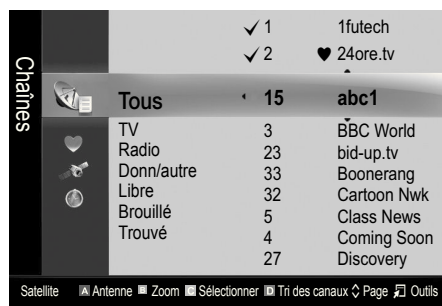 Chaînes
✓ 1 1futech
✓ 2 ♥ 24ore.tv
Tous 15 abc1
TV 3 BBC World
Radio 23 bid-up.tv
Donn/autre 33 Boonerang
Libre 32 Cartoon Nwk
Brouillé 5 Class News
Trouvé 4 Coming Soon
27 Discovery
Satellite A Antenne B Zoom C Sélectionner D Tri des canaux Page Outils